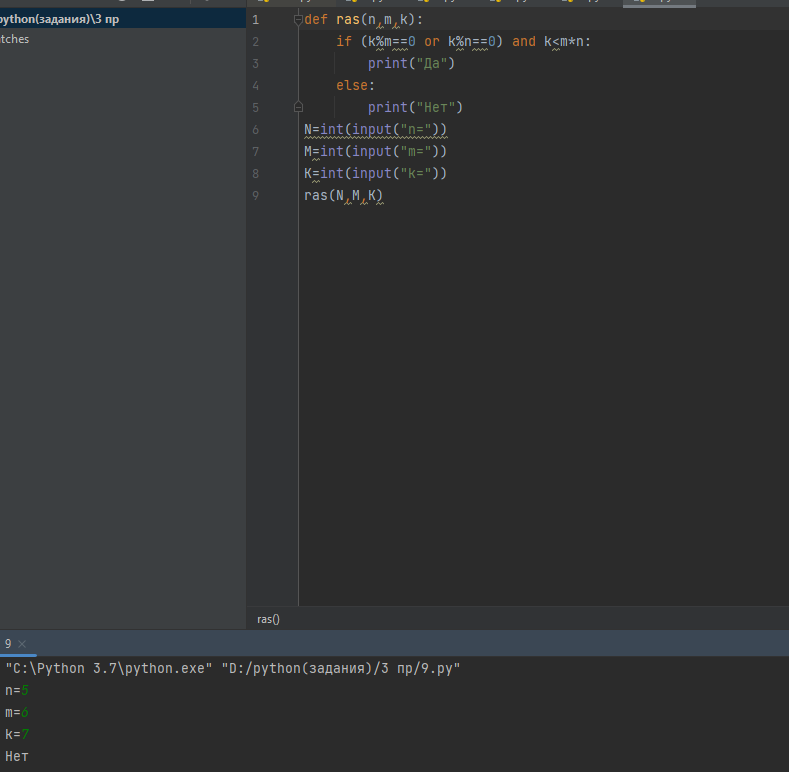 python(задания)\3 пр
tches
1 def ras(n,m,k):
2 if (k%m==0 or k%n==0) and k<m*n:
3 print("Да")
4 else:
5 print("Нет")
6 N=int(input("n="))
7 M=int(input("m="))
8 K=int(input("k="))
9 ras(N,M,K)
ras()
9 ×
"C:\Python 3.7\python.exe" "D:/python(задания)/3 пр/9.py"
n=5
m=6
k=7
Нет